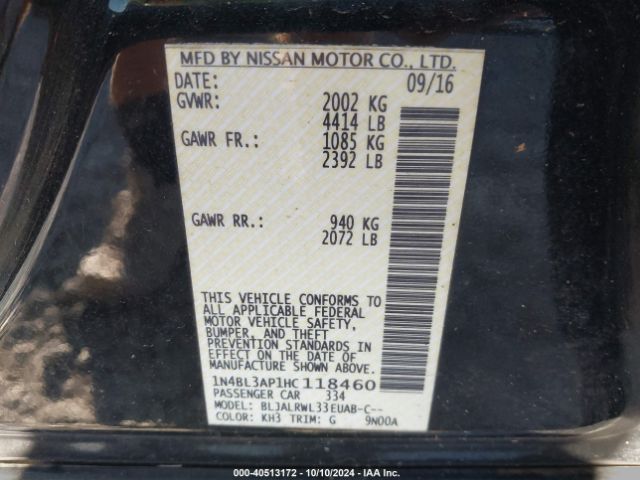 MFD BY NISSAN MOTOR CO., LTD.
DATE: 09/16
GVWR: 2002 KG
4414 LB
GAWR FR.: 1085 KG
2392 LB
GAWR RR.: 940 KG
2072 LB
THIS VEHICLE CONFORMS TO
ALL APPLICABLE FEDERAL
MOTOR VEHICLE SAFETY,
BUMPER, AND THEFT
PREVENTION STANDARDS IN
EFFECT ON THE DATE OF
MANUFACTURE SHOWN ABOVE.
1N4BL3AP1HC118460
PASSENGER CAR 334
MODEL: BLJALRWL33EUAB-C--
COLOR: KH3 TRIM: G 9N00A
000-40513172 - 10/10/2024 - IAA Inc.